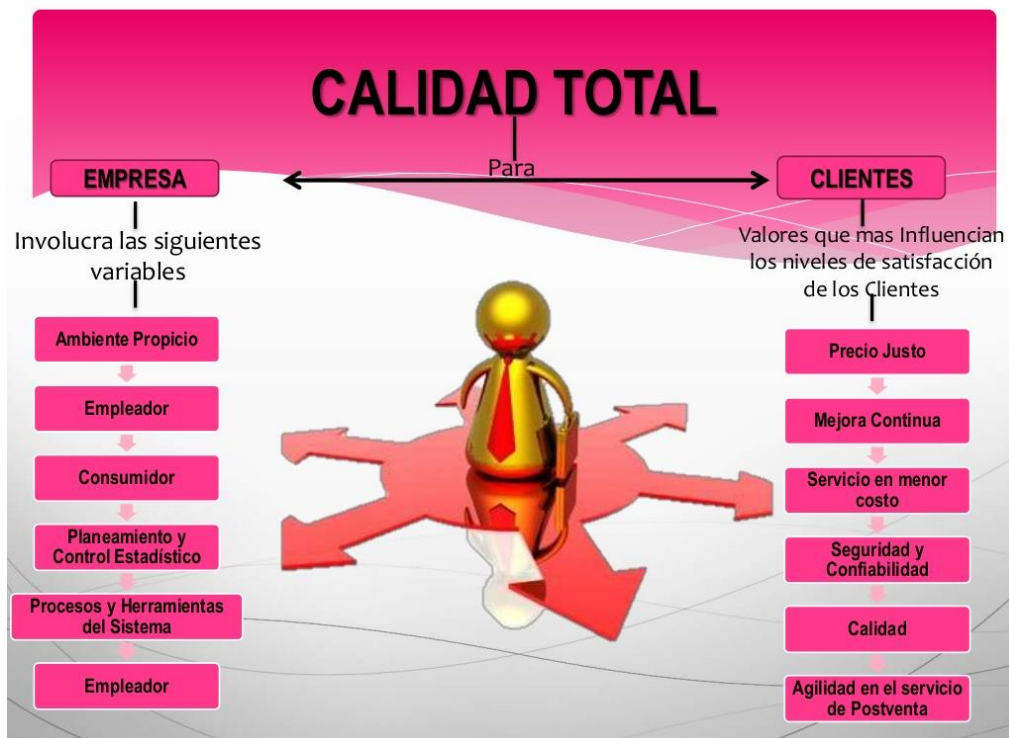 CALIDAD TOTAL
Para
EMPRESA
Involucra las siguientes
variables
Ambiente Propicio
Empleador
Consumidor
Planeamiento y
Control Estadístico
Procesos y Herramientas
del Sistema
Empleador
CLIENTES
Valores que mas Influencian
los niveles de satisfacción
de los Clientes
Precio Justo
Mejora Continua
Servicio en menor
costo
Seguridad y
Confiabilidad
Calidad
Agilidad en el servicio
de Postventa